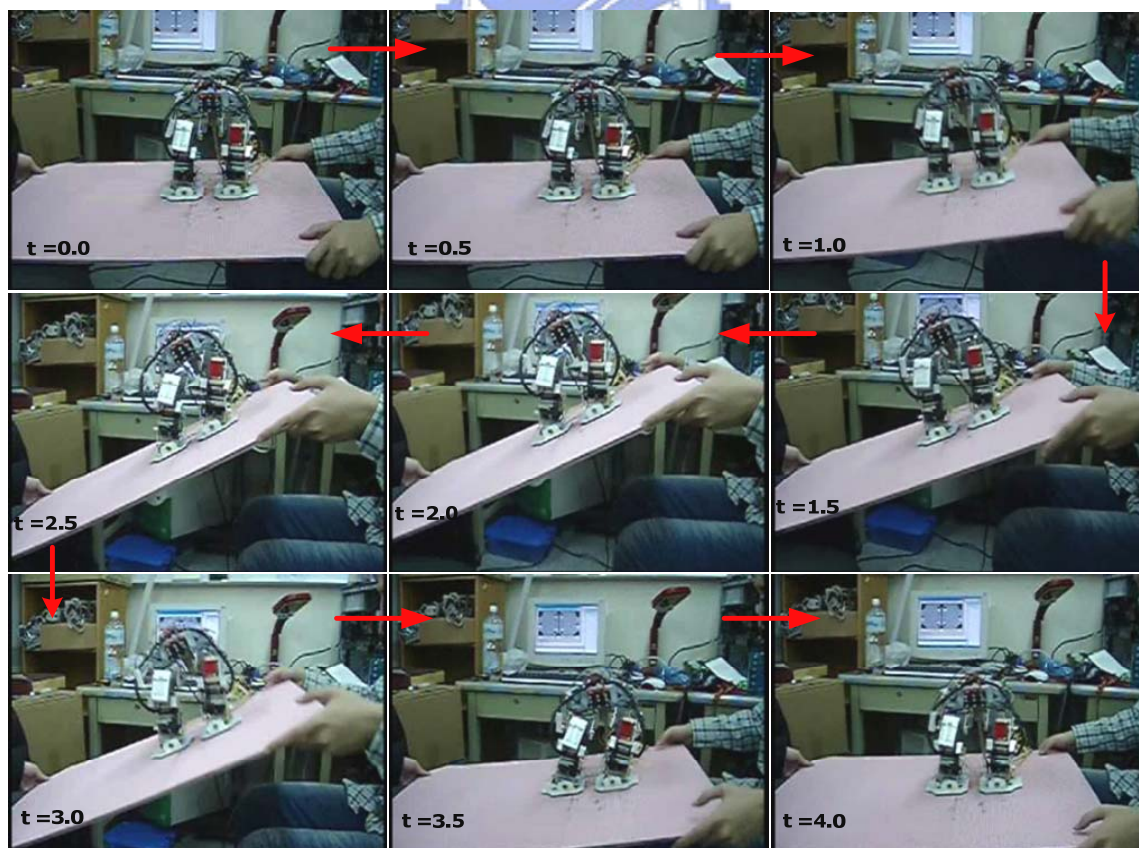 t =0.0
t =0.5
t =1.0
t =1.5
t =2.0
t =2.5
t =3.0
t =3.5
t =4.0